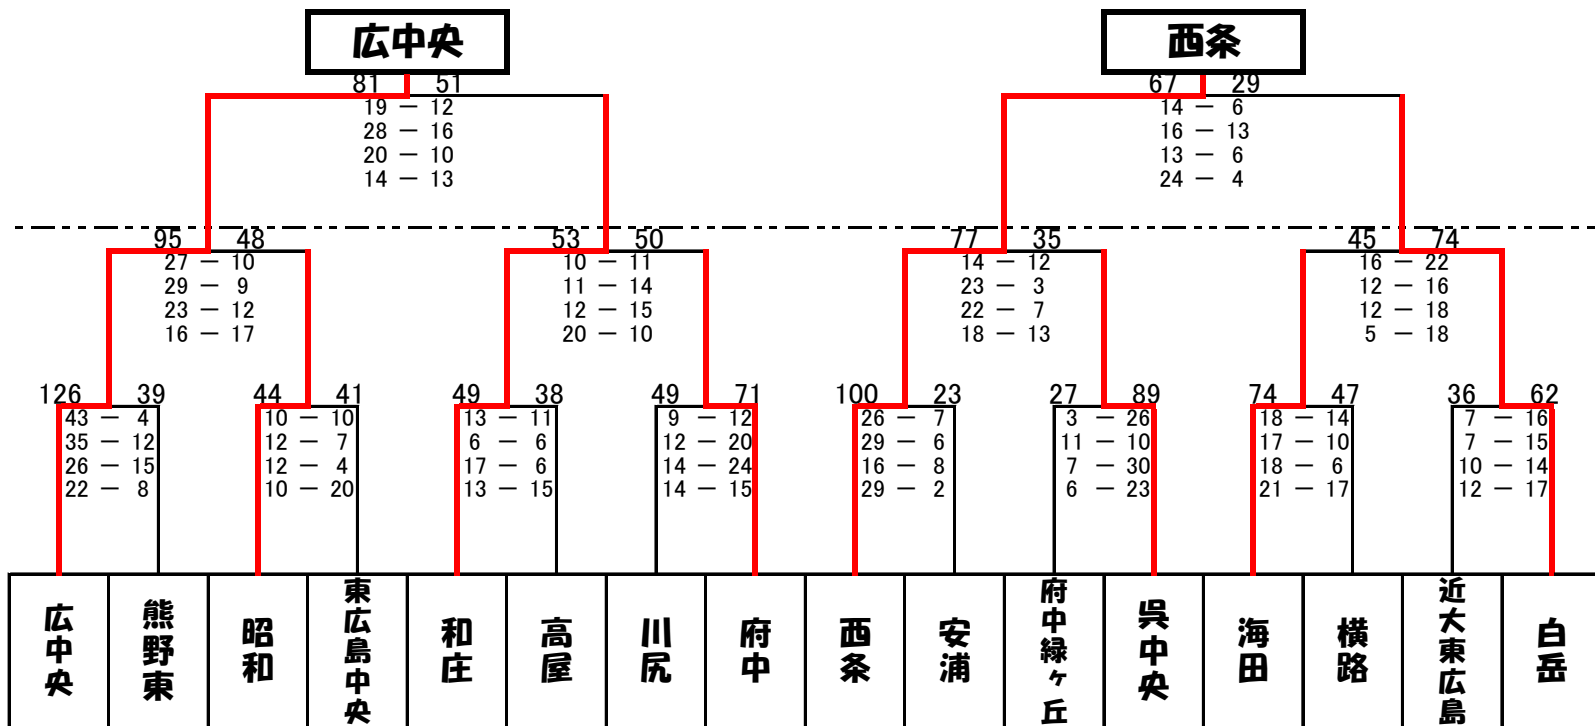 広中央 西条
81 51 67 29
19 － 12 14 － 6
28 － 16 16 － 13
20 － 10 13 － 6
14 － 13 24 － 4
95 48 53 50 77 35 45 74
27 － 10 10 － 11 14 － 12 16 － 22
29 － 9 11 － 14 23 － 3 12 － 16
23 － 12 12 － 15 22 － 7 12 － 18
16 － 17 20 － 10 18 － 13 5 － 18
126 39 44 41 49 38 49 71 100 23 27 89 74 47 36 62
43 － 4 10 － 10 13 － 11 9 － 12 26 － 7 3 － 26 18 － 14 7 － 16
35 － 12 12 － 7 6 － 6 12 － 20 29 － 6 11 － 10 17 － 10 7 － 15
26 － 15 12 － 4 17 － 6 14 － 24 16 － 8 7 － 30 18 － 6 10 － 14
22 － 8 10 － 20 13 － 15 14 － 15 29 － 2 6 － 23 21 － 17 12 － 17
広中央
熊野東
昭和
東広島中央
和庄
高屋
川尻
府中
西条
安浦
府中緑ヶ丘
呉中央
海田
横路
近大東広島
白岳